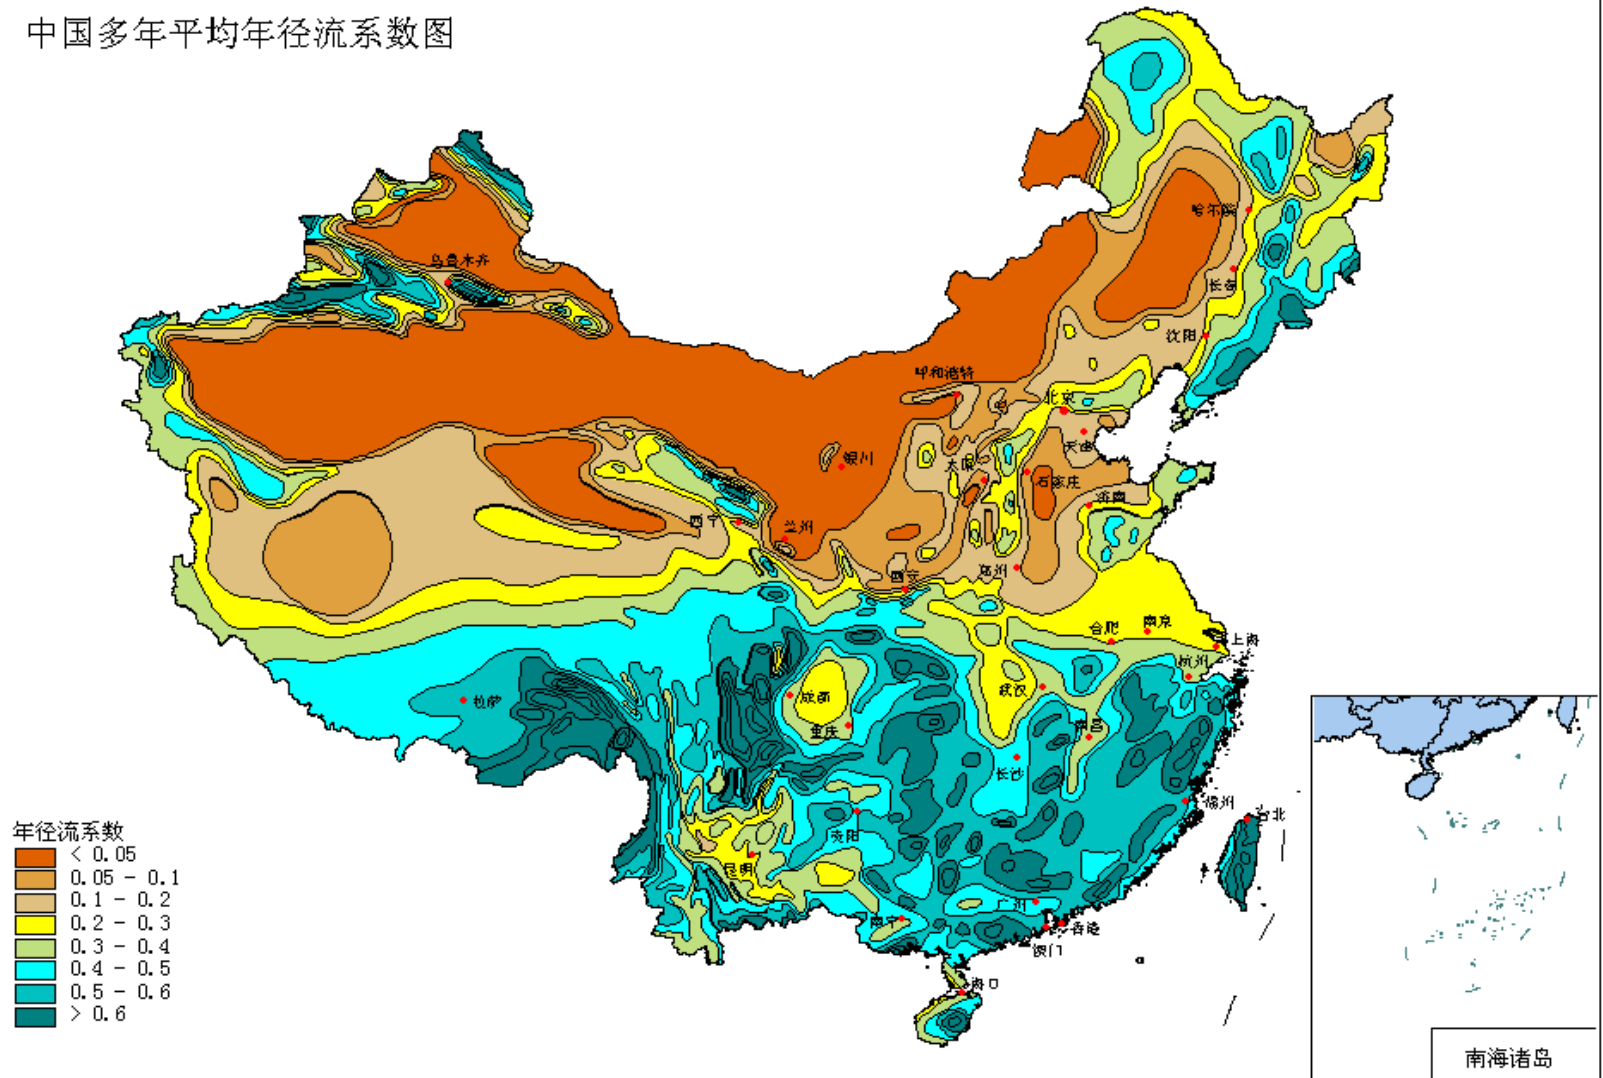 中国多年平均年径流系数图
哈尔滨
乌鲁木齐
长春
沈阳
呼和浩特
北京
天津
银川
太原
石家庄
济南
西宁
兰州
郑州
西安
合肥
南京
上海
杭州
拉萨
成都
武汉
重庆
南昌
长沙
福州
台北
贵阳
昆明
广州
南宁
香港
澳门
海口
年径流系数
< 0.05
0.05 - 0.1
0.1 - 0.2
0.2 - 0.3
0.3 - 0.4
0.4 - 0.5
0.5 - 0.6
> 0.6
南海诸岛